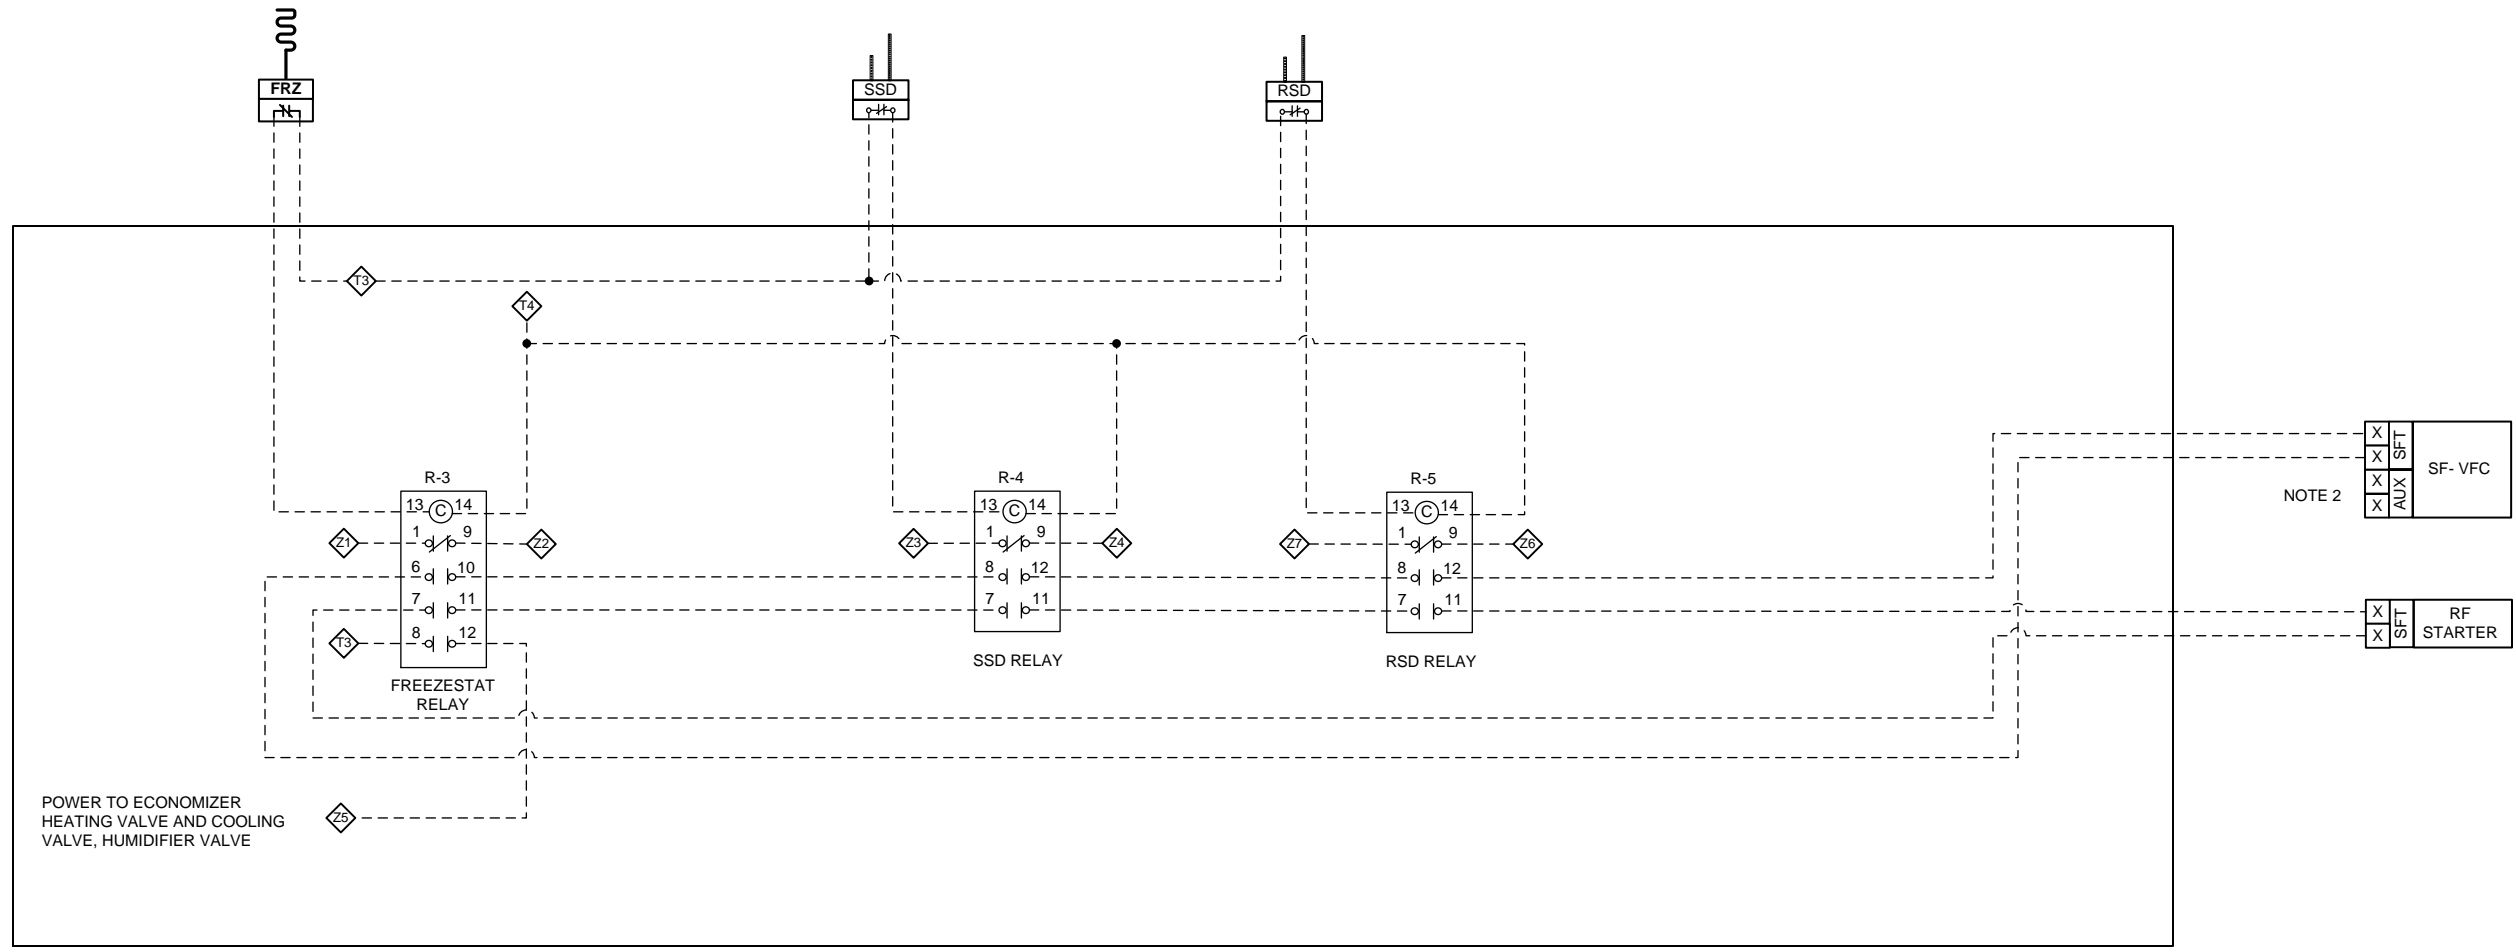 FRZ
SSD
RSD
T3
T4
R-3
13 C 14
1 9
Z1
Z2
6 10
7 11
T3
8 12
FREEZESTAT
RELAY
R-4
13 C 14
Z3
1 9
Z4
8 12
7 11
SSD RELAY
R-5
13 C 14
Z7
1 9
Z6
8 12
7 11
RSD RELAY
NOTE 2
X
X
SFT
X
X
AUX
SF- VFC
X
X
SFT
RF
STARTER
POWER TO ECONOMIZER
HEATING VALVE AND COOLING
VALVE, HUMIDIFIER VALVE
Z5